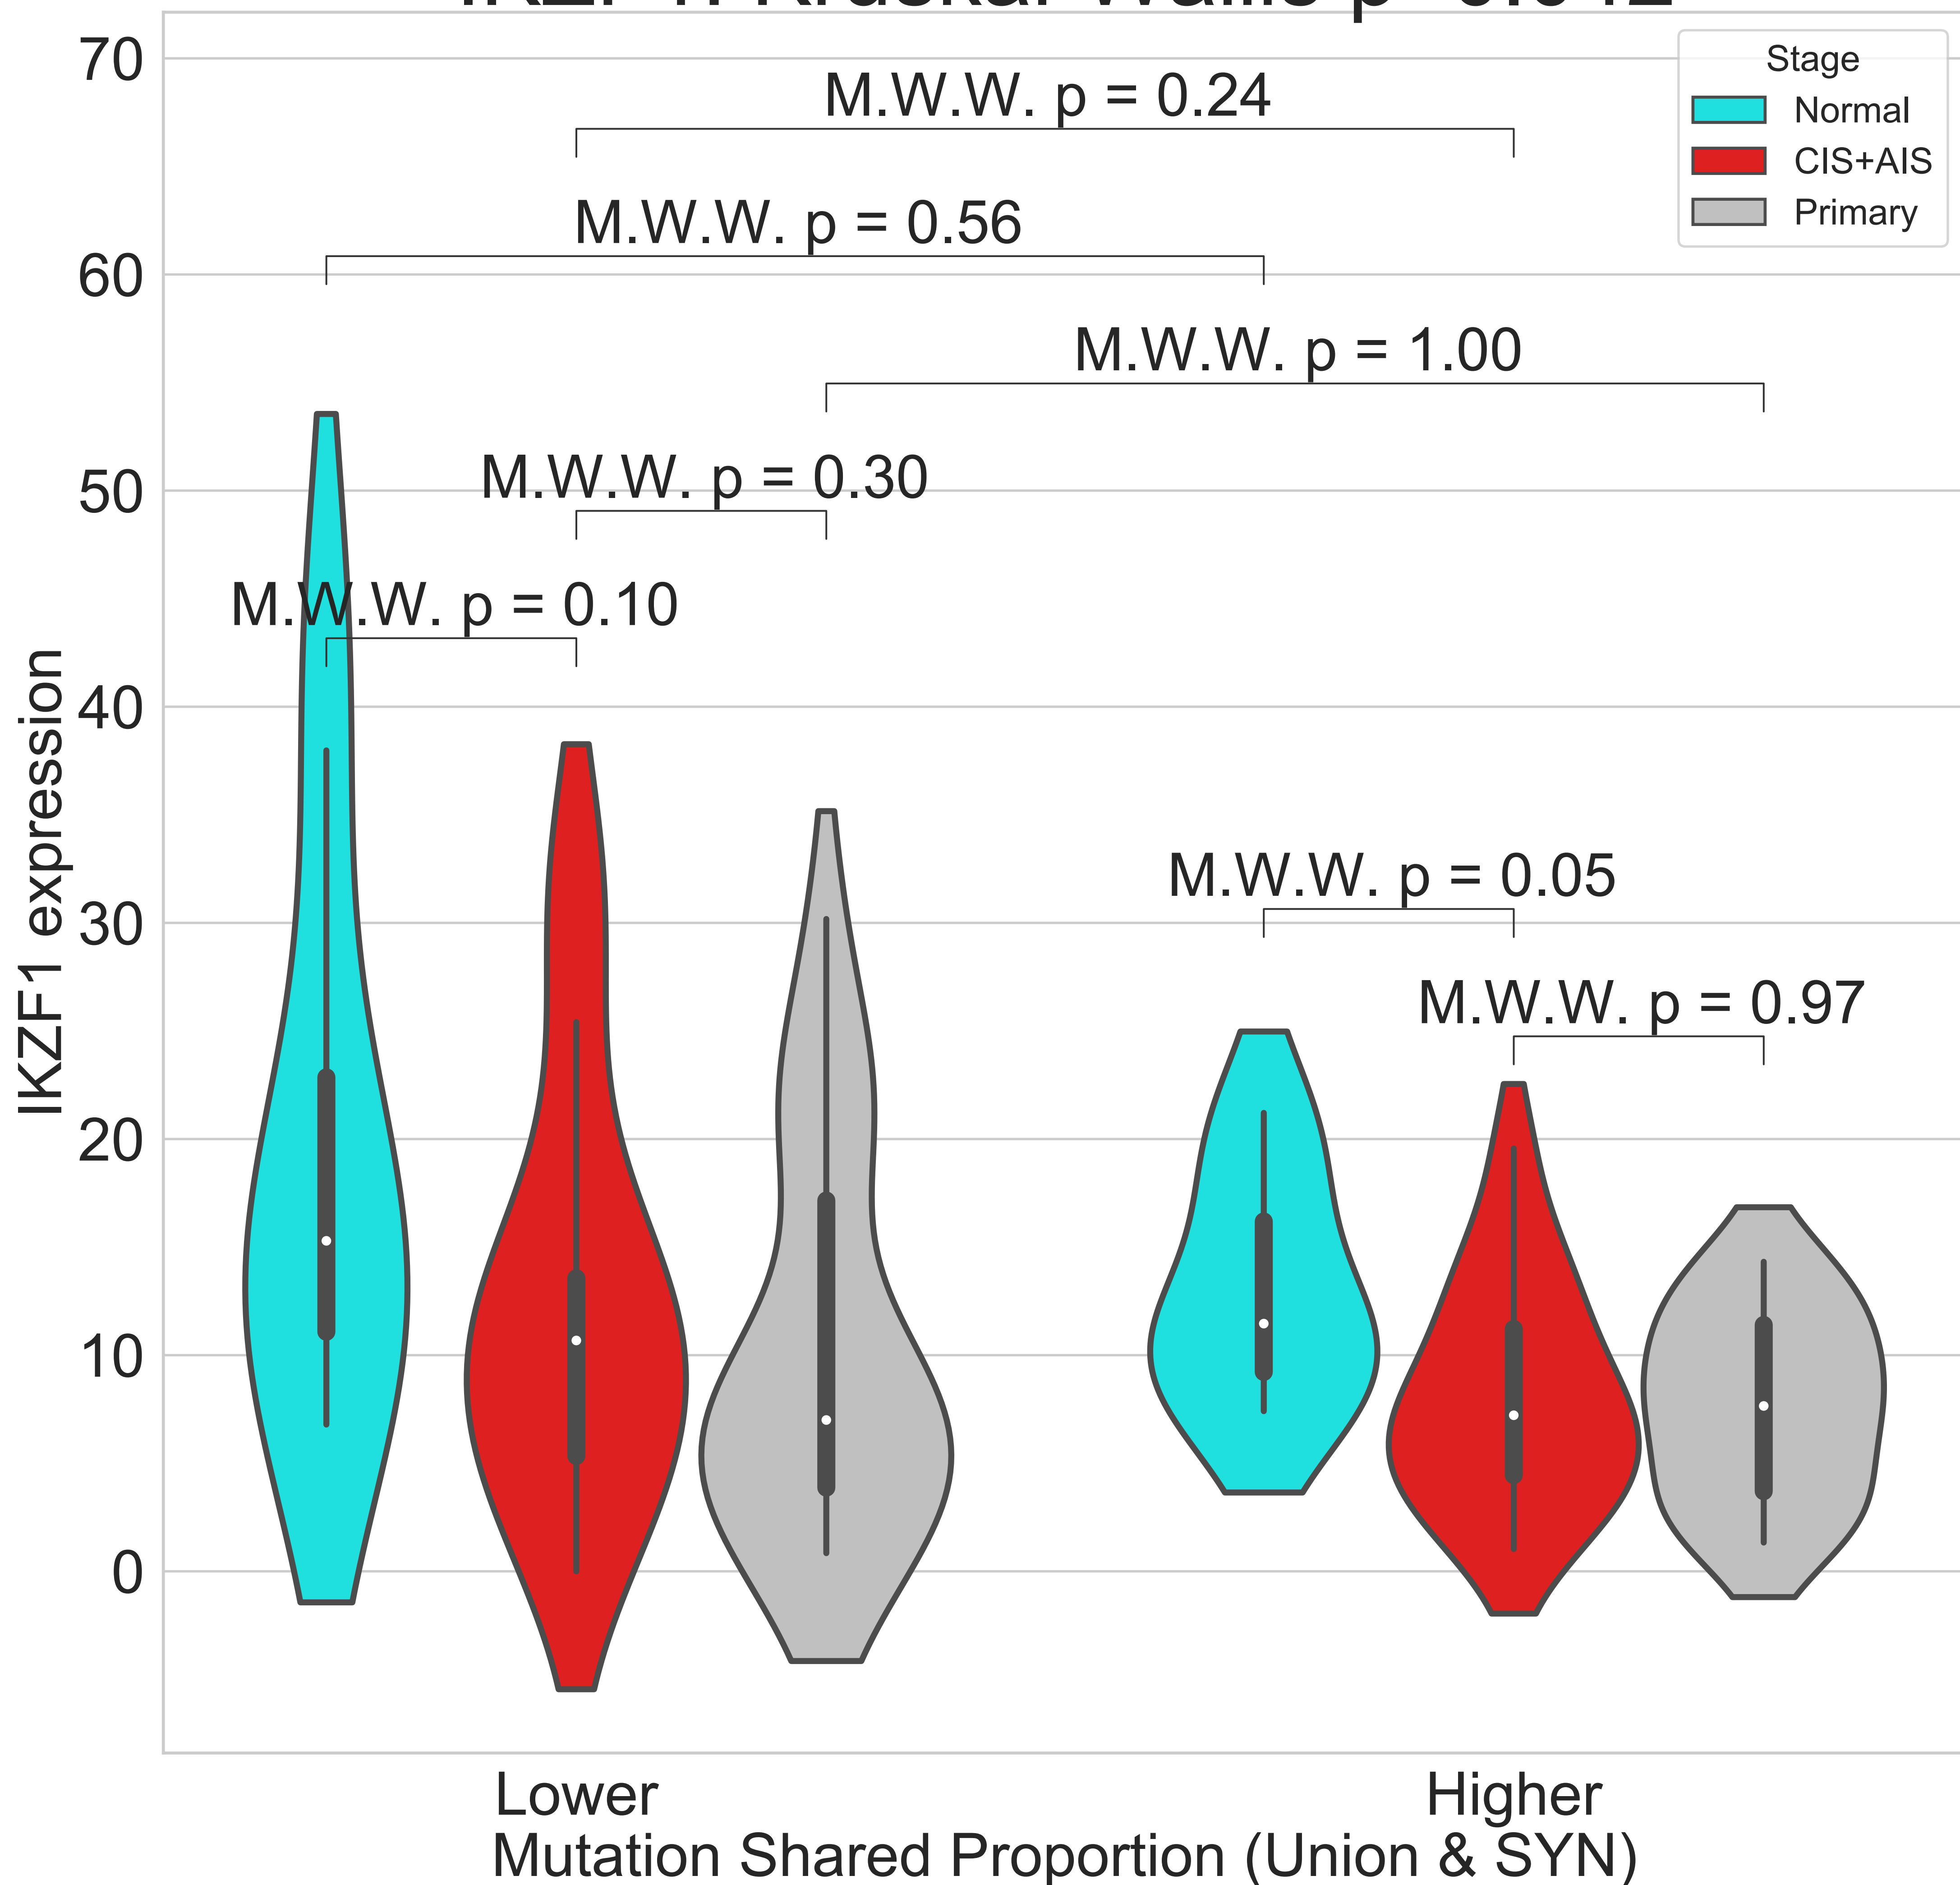 70
M.W.W. p = 0.24
Stage
Normal
CIS+AIS
Primary
M.W.W. p = 0.56
60
M.W.W. p = 1.00
M.W.W. p = 0.30
50
M.W.W. p = 0.10
40
IKZF1 expression
M.W.W. p = 0.05
30
M.W.W. p = 0.97
20
10
0
Lower
Higher
Mutation Shared Proportion (Union & SYN)